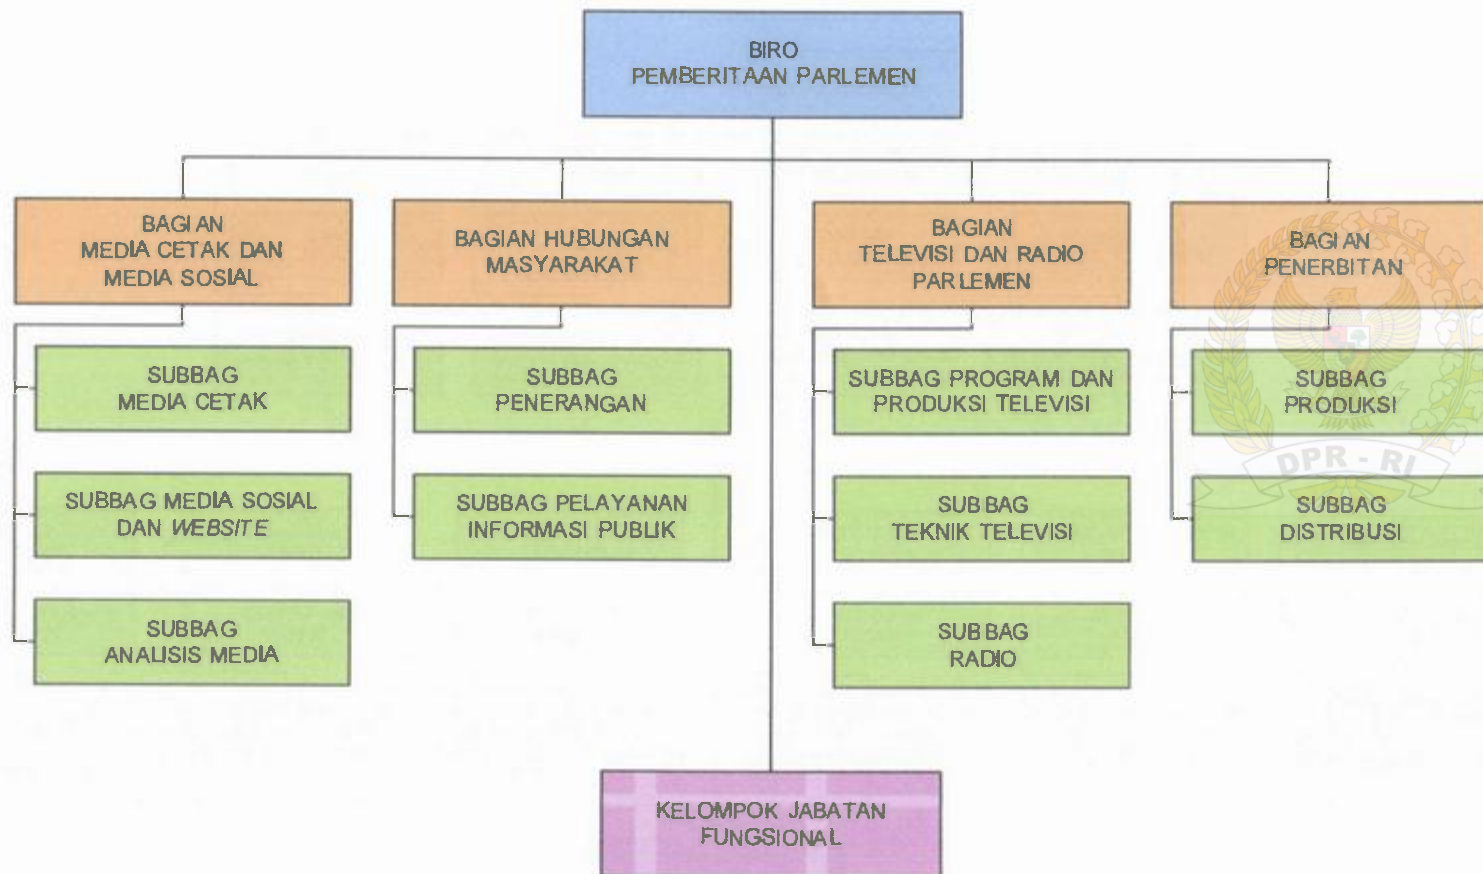 BIRO
PEMBERITAAN PARLEMEN
BAGIAN
MEDIA CETAK DAN
MEDIA SOSIAL
BAGIAN HUBUNGAN
MASYARAKAT
BAGIAN
TELEVISI DAN RADIO
PARLEMEN
BAGIAN
PENERBITAN
SUBBAG
MEDIA CETAK
SUBBAG MEDIA SOSIAL
DAN WEBSITE
SUBBAG
ANALISIS MEDIA
SUBBAG
PENERANGAN
SUBBAG PELAYANAN
INFORMASI PUBLIK
SUBBAG PROGRAM DAN
PRODUKSI TELEVISI
SUBBAG
TEKNIK TELEVISI
SUBBAG
RADIO
SUBBAG
PRODUKSI
SUBBAG
DISTRIBUSI
DPR - RI
KELOMPOK JABATAN
FUNGSIONAL